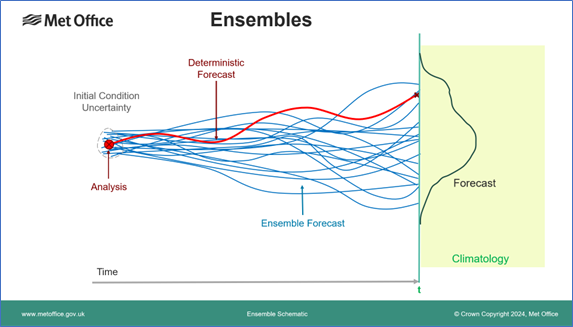 Met Office
Ensembles
Deterministic
Forecast
Initial Condition
Uncertainty
Analysis
Ensemble Forecast
Forecast
Climatology
Time
t
www.metoffice.gov.uk
Ensemble Schematic
© Crown Copyright 2024, Met Office